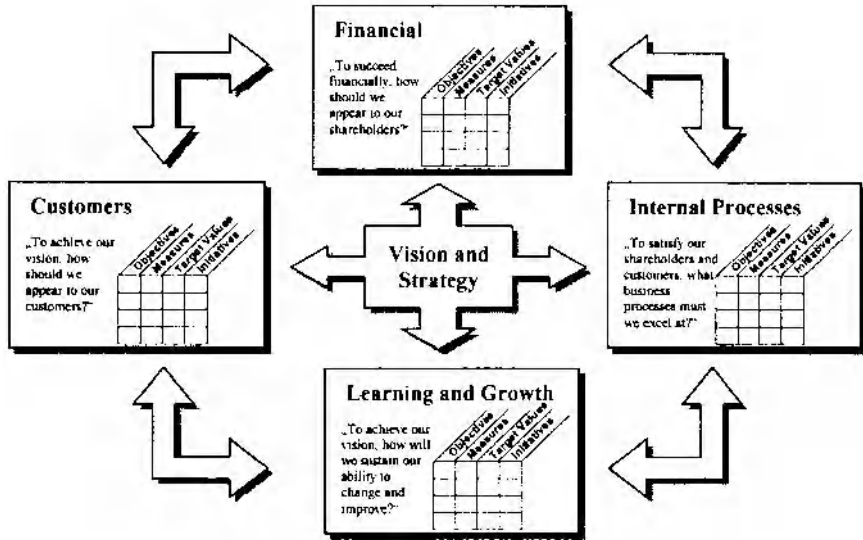 Financial
„To succeed
financially, how
should we
appear to our
shareholders?“
Objectives
Measures
Target Values
Initiatives
Customers
„To achieve our
vision, how
should we
appear to our
customers?“
Objectives
Measures
Target Values
Initiatives
Vision and
Strategy
Internal Processes
„To satisfy our
shareholders and
customers, what
business
processes must
we excel at?“
Objectives
Measures
Target Values
Initiatives
Learning and Growth
„To achieve our
vision, how will
we sustain our
ability to
change and
improve?“
Objectives
Measures
Target Values
Initiatives